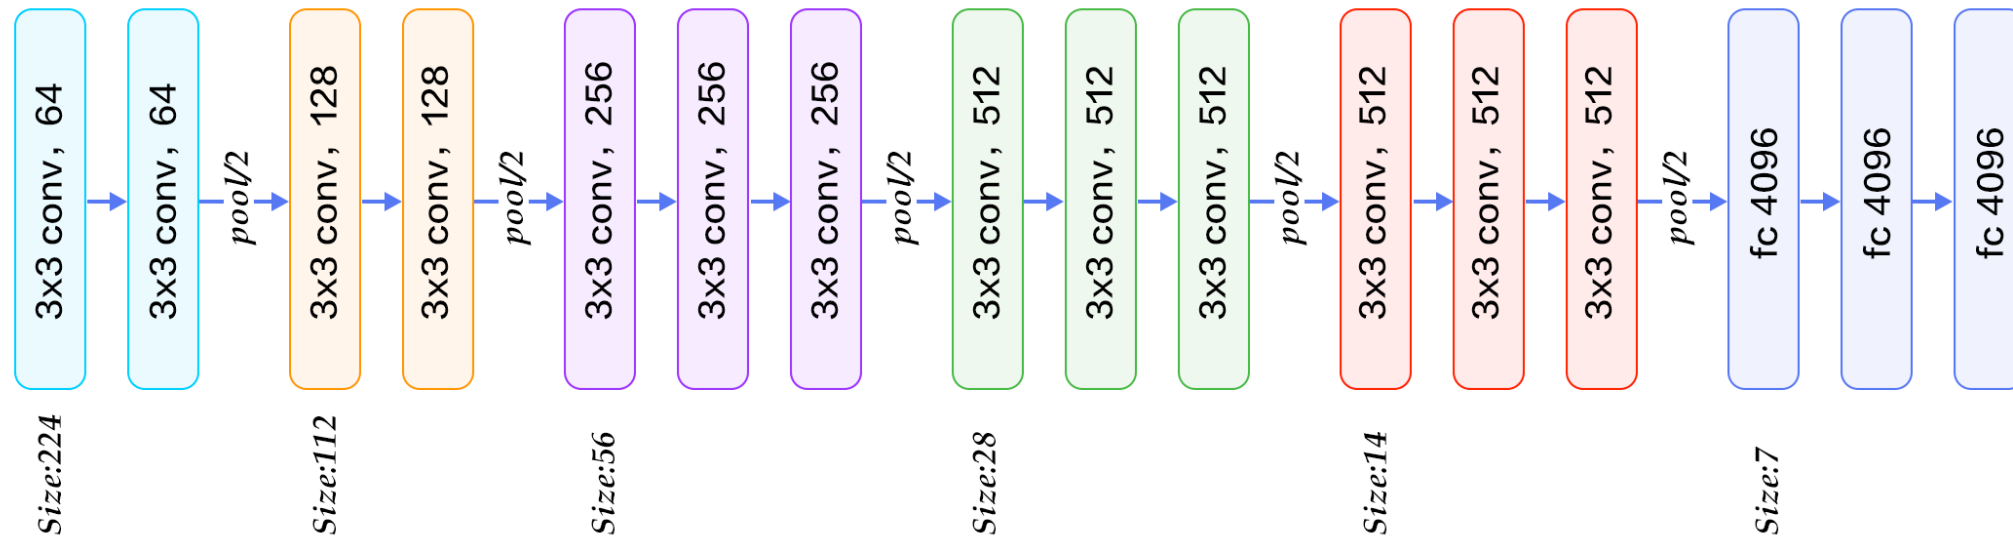 3x3 conv, 64
3x3 conv, 64
pool/2
3x3 conv, 128
3x3 conv, 128
pool/2
3x3 conv, 256
3x3 conv, 256
3x3 conv, 256
pool/2
3x3 conv, 512
3x3 conv, 512
3x3 conv, 512
pool/2
3x3 conv, 512
3x3 conv, 512
3x3 conv, 512
pool/2
fc 4096
fc 4096
fc 4096
Size:224
Size:112
Size:56
Size:28
Size:14
Size:7